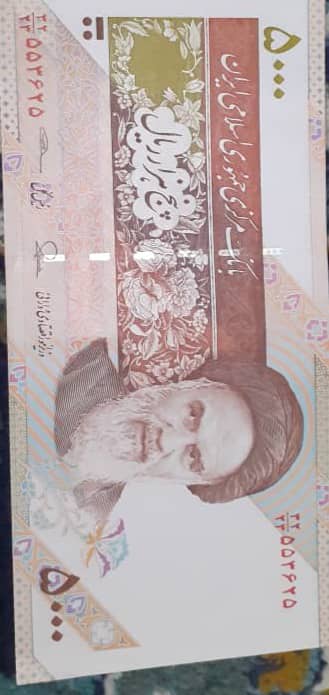 ۵۰۰۰
۳۲/۲۳ ۵۵۳۶۲۵
بانک مرکزی جمهوری اسلامی ایران
پنج هزار ریال
۵۰۰۰
۳۲/۲۳ ۵۵۳۶۲۵
رئیس کل
وزیر امور اقتصادی و دارائی